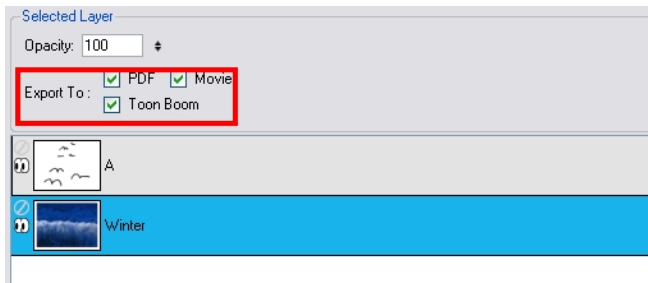 Selected Layer
Opacity: 100
Export To : PDF Movie
Toon Boom
A
Winter